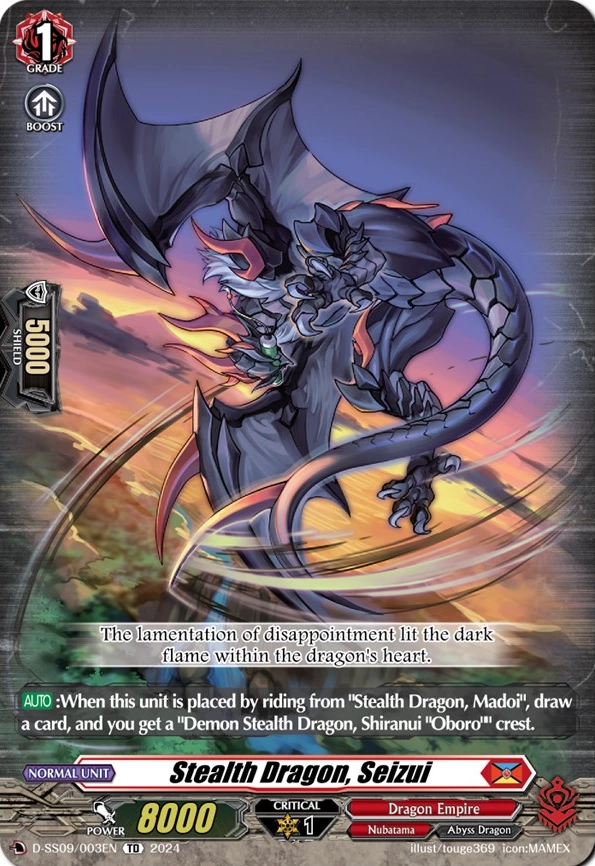 1
GRADE
BOOST
5000
SHIELD
The lamentation of disappointment lit the dark
flame within the dragon's heart.
AUTO :When this unit is placed by riding from "Stealth Dragon, Madoi", draw
a card, and you get a "Demon Stealth Dragon, Shiranui "Oboro"" crest.
NORMAL UNIT
Stealth Dragon, Seizui
POWER
8000
CRITICAL
1
Dragon Empire
Nubatama
Abyss Dragon
D-SS09/003EN TD 2024
illust/touge369 icon:MAMEX